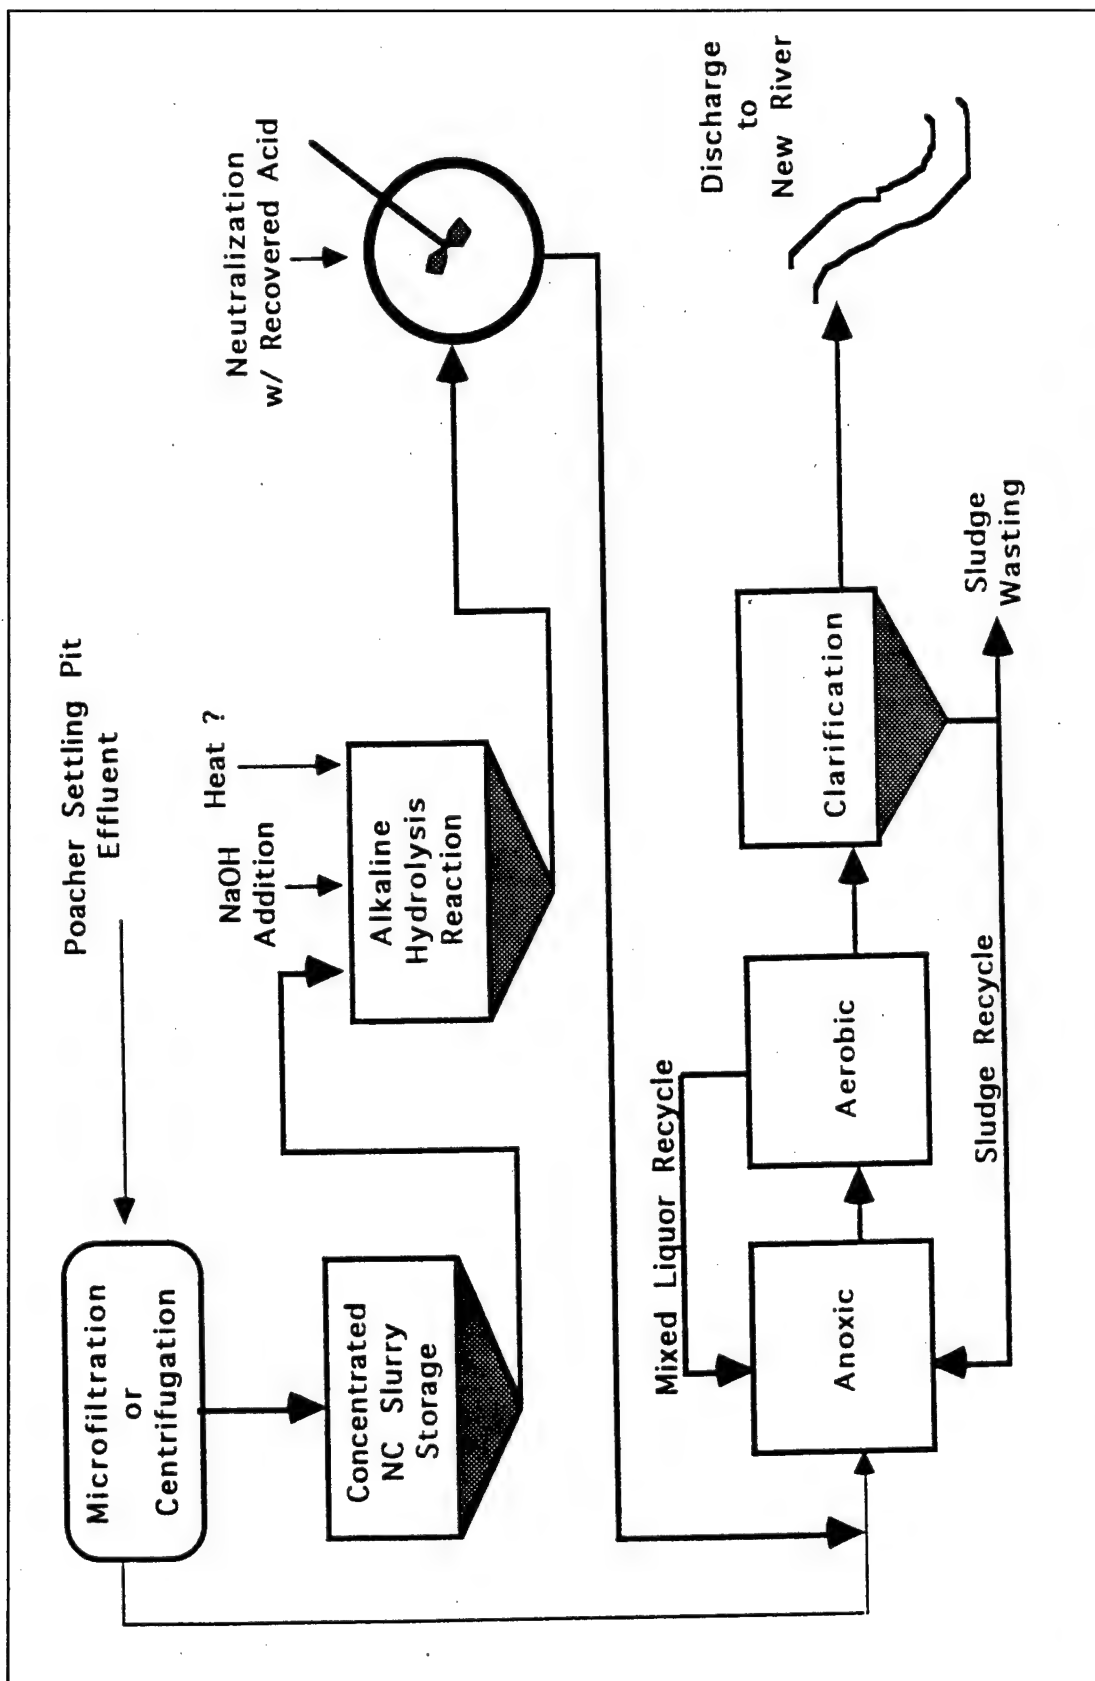 Poacher Settling Pit
Effluent
Microfiltration
or
Centrifugation
Concentrated
NC Slurry
Storage
NaOH
Addition
Heat ?
Alkaline
Hydrolysis
Reaction
Neutralization
w/ Recovered Acid
Mixed Liquor Recycle
Anoxic
Aerobic
Clarification
Sludge Recycle
Sludge
Wasting
Discharge
to
New River